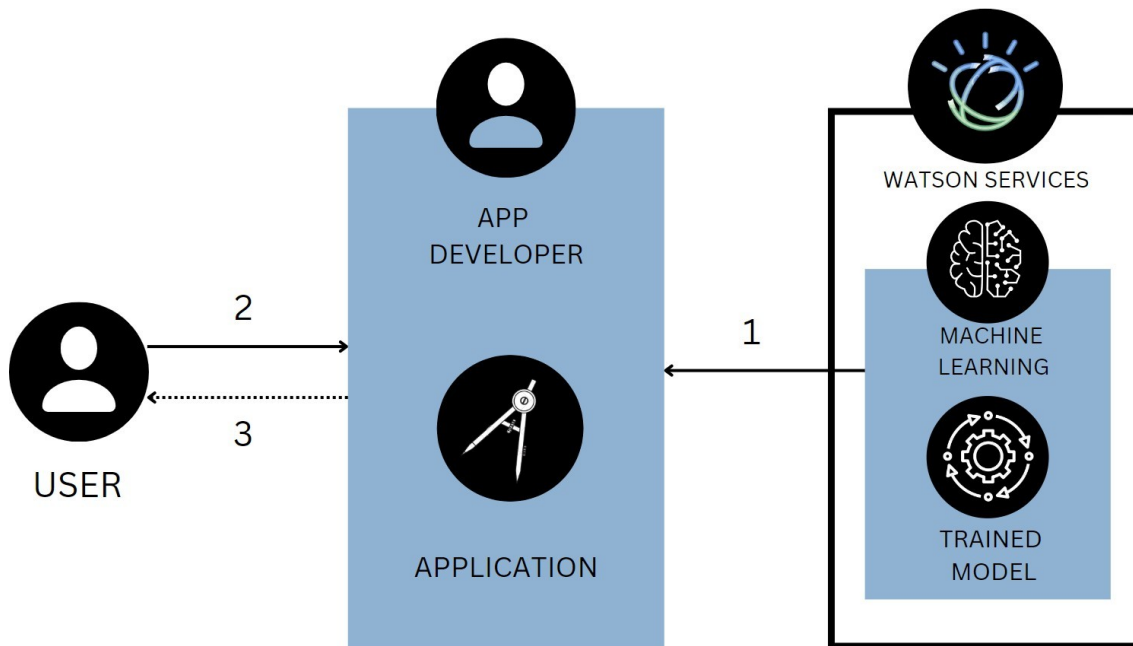 WATSON SERVICES
APP
DEVELOPER
2
1
MACHINE
LEARNING
3
USER
TRAINED
MODEL
APPLICATION